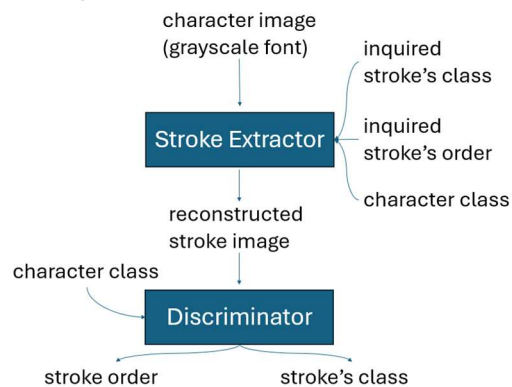 character image
(grayscale font)
inquired
stroke's class
Stroke Extractor
inquired
stroke's order
character class
reconstructed
stroke image
character class
Discriminator
stroke order
stroke's class